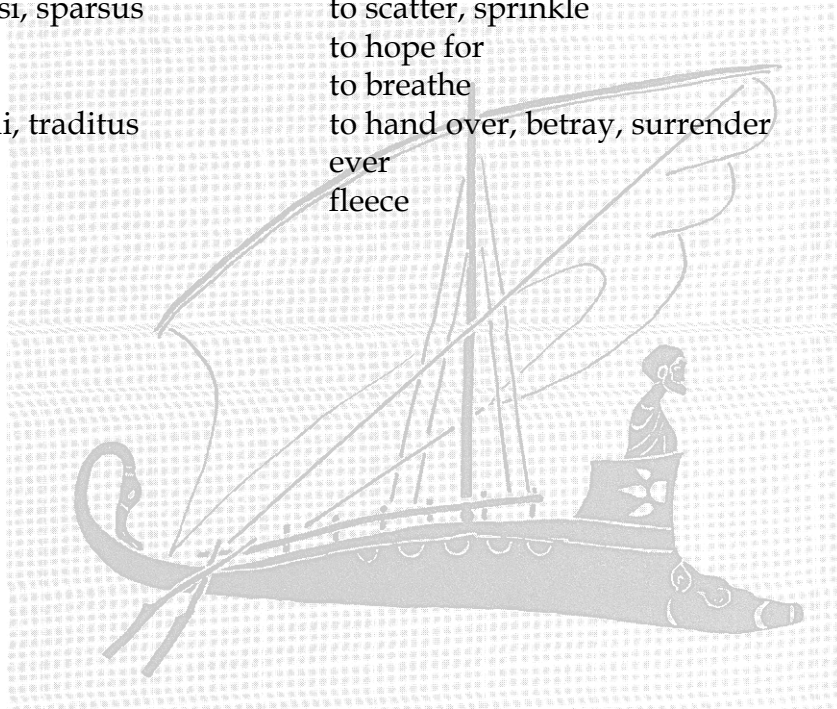 si, sparsus to scatter, sprinkle
to hope for
to breathe
i, traditus to hand over, betray, surrender
ever
fleece